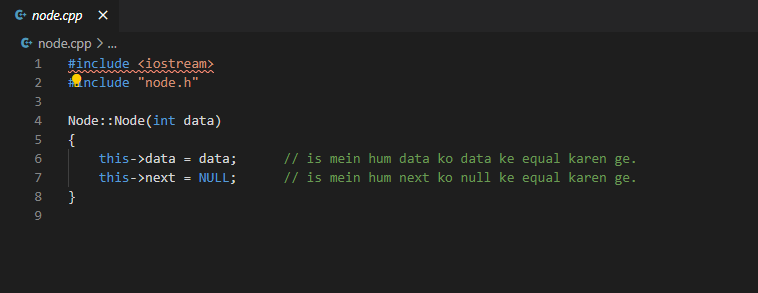 node.cpp ×
node.cpp > ...
1 #include <iostream>
2 #include "node.h"
3
4 Node::Node(int data)
5 {
6     this->data = data;      // is mein hum data ko data ke equal karen ge.
7     this->next = NULL;      // is mein hum next ko null ke equal karen ge.
8 }
9